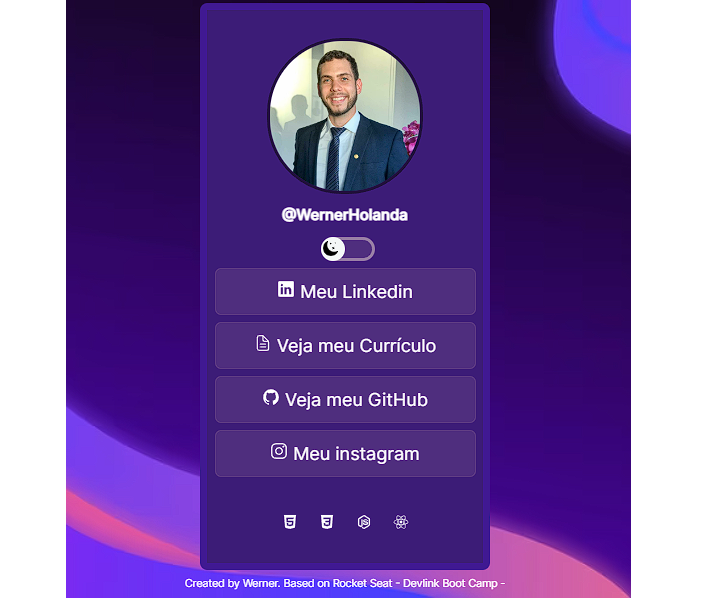 @WernerHolanda
Meu Linkedin
Veja meu Currículo
Veja meu GitHub
Meu instagram
Created by Werner. Based on Rocket Seat - Devlink Boot Camp -